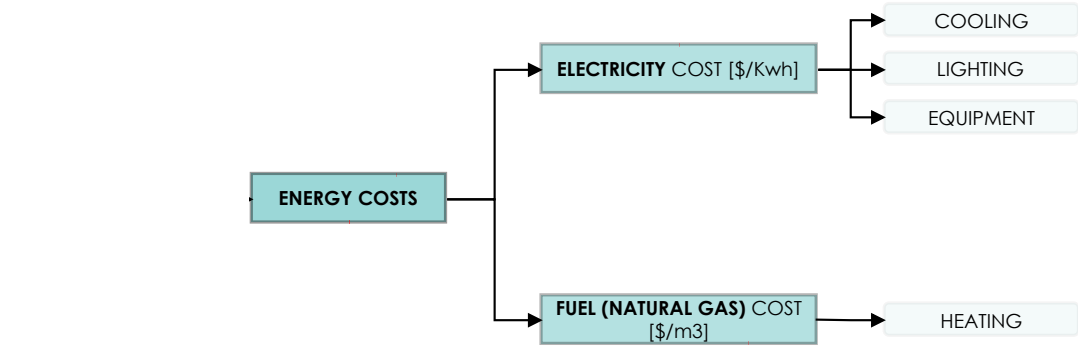 COOLING
ELECTRICITY COST [$/Kwh]
LIGHTING
EQUIPMENT
ENERGY COSTS
FUEL (NATURAL GAS) COST
[$/m3]
HEATING